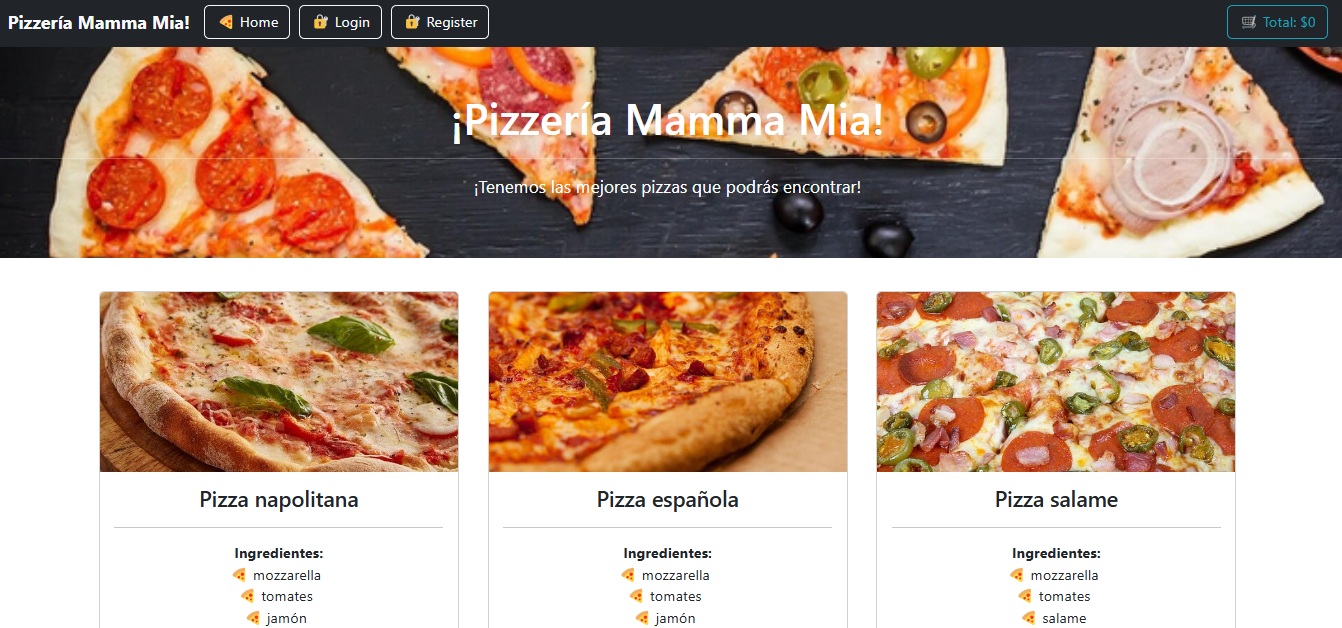 Pizzería Mamma Mia! 🍕 Home 🔐 Login 🔐 Register 🛒 Total: $0
¡Pizzería Mamma Mia!
¡Tenemos las mejores pizzas que podrás encontrar!
Pizza napolitana
Ingredientes:
🍕 mozzarella
🍕 tomates
🍕 jamón
Pizza española
Ingredientes:
🍕 mozzarella
🍕 tomates
🍕 jamón
Pizza salame
Ingredientes:
🍕 mozzarella
🍕 tomates
🍕 salame